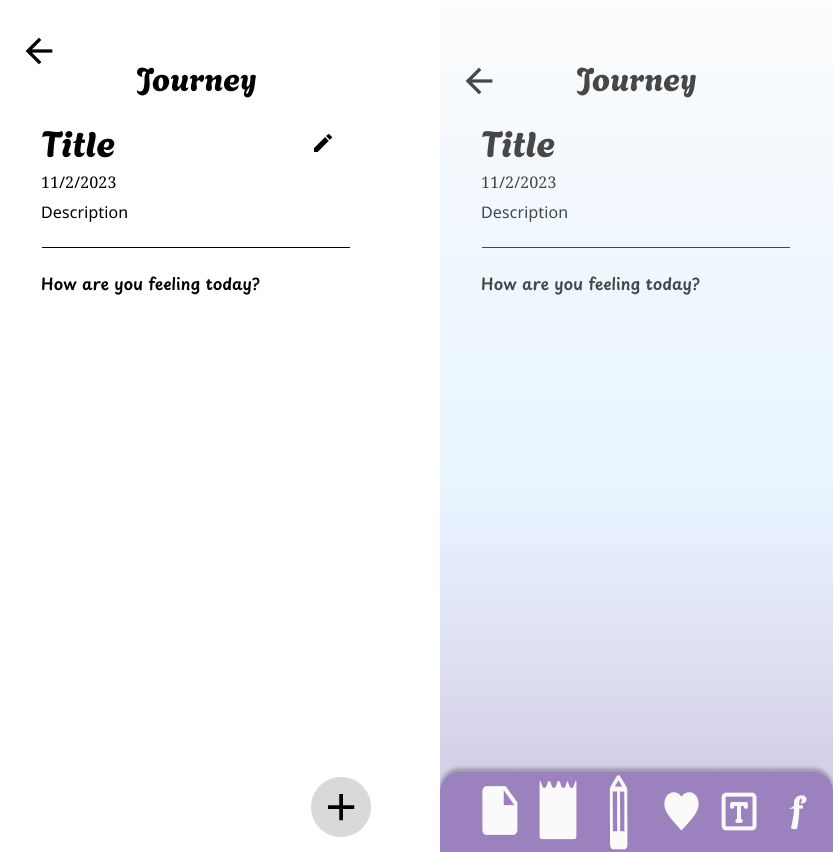 Journey
Title
11/2/2023
Description
How are you feeling today?
Journey
Title
11/2/2023
Description
How are you feeling today?
T
f